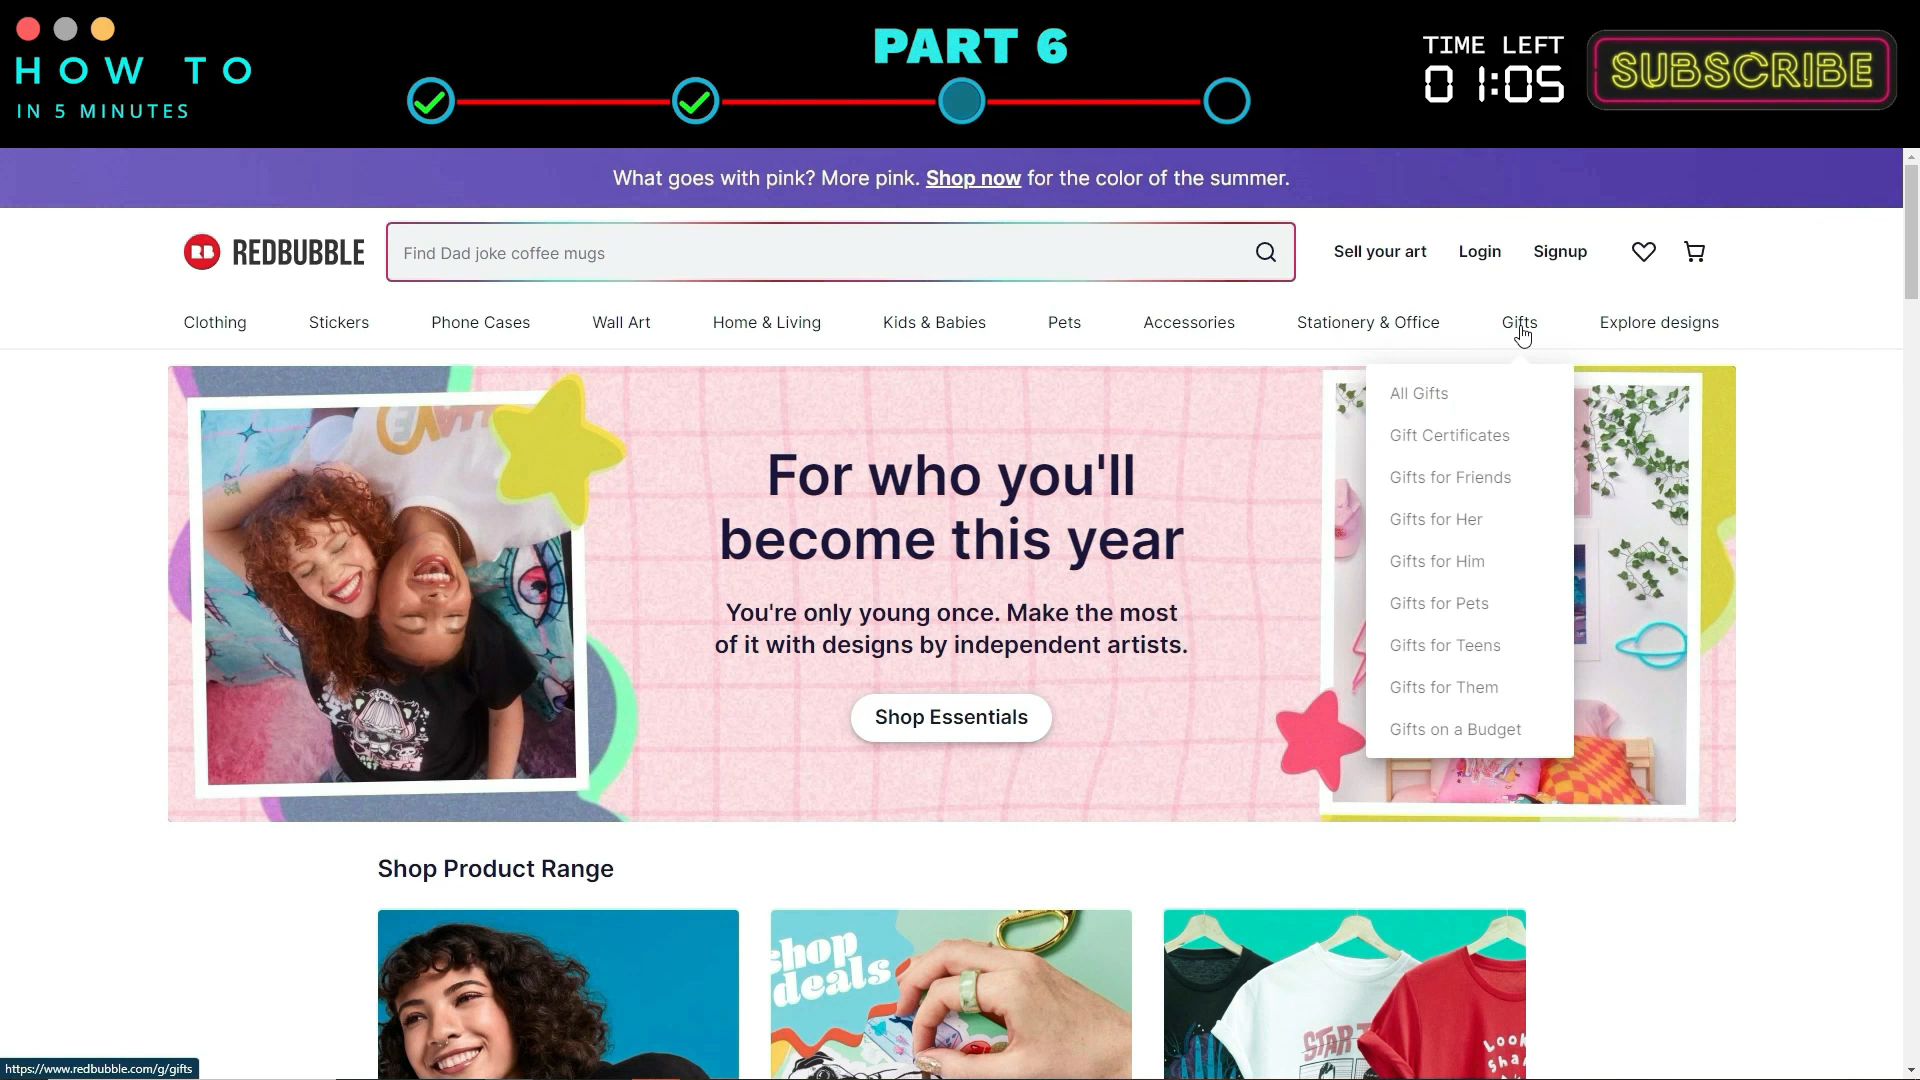 PART 6
HOW TO
IN 5 MINUTES
TIME LEFT
01:05
SUBSCRIBE
What goes with pink? More pink. Shop now for the color of the summer.
RB REDBUBBLE
Find Dad joke coffee mugs
Sell your art
Login
Signup
Clothing
Stickers
Phone Cases
Wall Art
Home & Living
Kids & Babies
Pets
Accessories
Stationery & Office
Gifts
Explore designs
All Gifts
Gift Certificates
Gifts for Friends
Gifts for Her
Gifts for Him
Gifts for Pets
Gifts for Teens
Gifts for Them
Gifts on a Budget
For who you'll
become this year
You're only young once. Make the most
of it with designs by independent artists.
Shop Essentials
Shop Product Range
shop
deals
START
Look
sha
https://www.redbubble.com/g/gifts